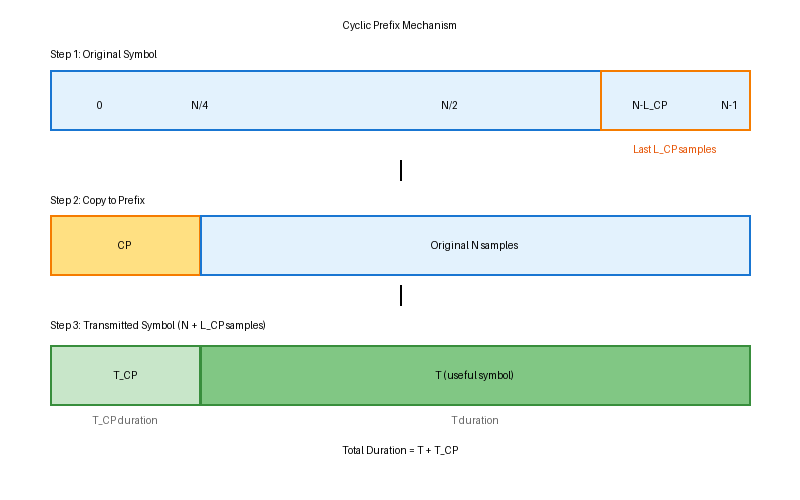 Cyclic Prefix Mechanism
Step 1: Original Symbol
0 N/4 N/2 N-L_CP N-1
Last L_CP samples
Step 2: Copy to Prefix
CP Original N samples
Step 3: Transmitted Symbol (N + L_CP samples)
T_CP T (useful symbol)
T_CP duration T duration
Total Duration = T + T_CP